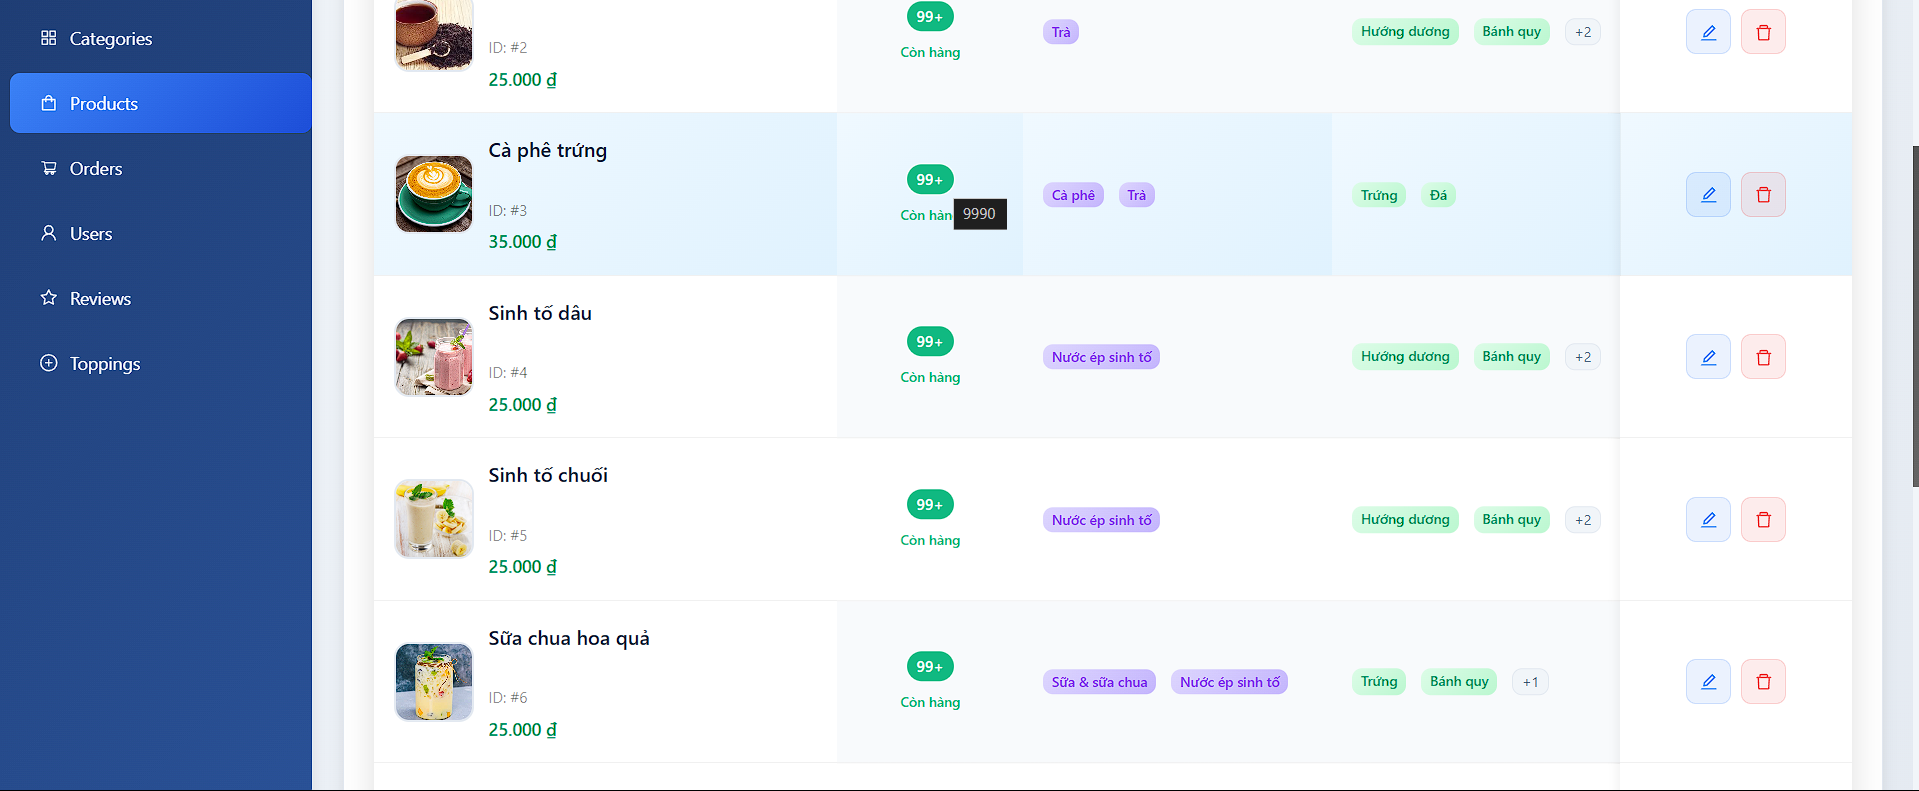 Categories
Products
Orders
Users
Reviews
Toppings
ID: #2
25.000 ₫
99+
Còn hàng
Trà
Hướng dương Bánh quy +2
Cà phê trứng
ID: #3
35.000 ₫
99+
Còn hàn
9990
Cà phê Trà
Trứng Đá
Sinh tố dâu
ID: #4
25.000 ₫
99+
Còn hàng
Nước ép sinh tố
Hướng dương Bánh quy +2
Sinh tố chuối
ID: #5
25.000 ₫
99+
Còn hàng
Nước ép sinh tố
Hướng dương Bánh quy +2
Sữa chua hoa quả
ID: #6
25.000 ₫
99+
Còn hàng
Sữa & sữa chua Nước ép sinh tố
Trứng Bánh quy +1